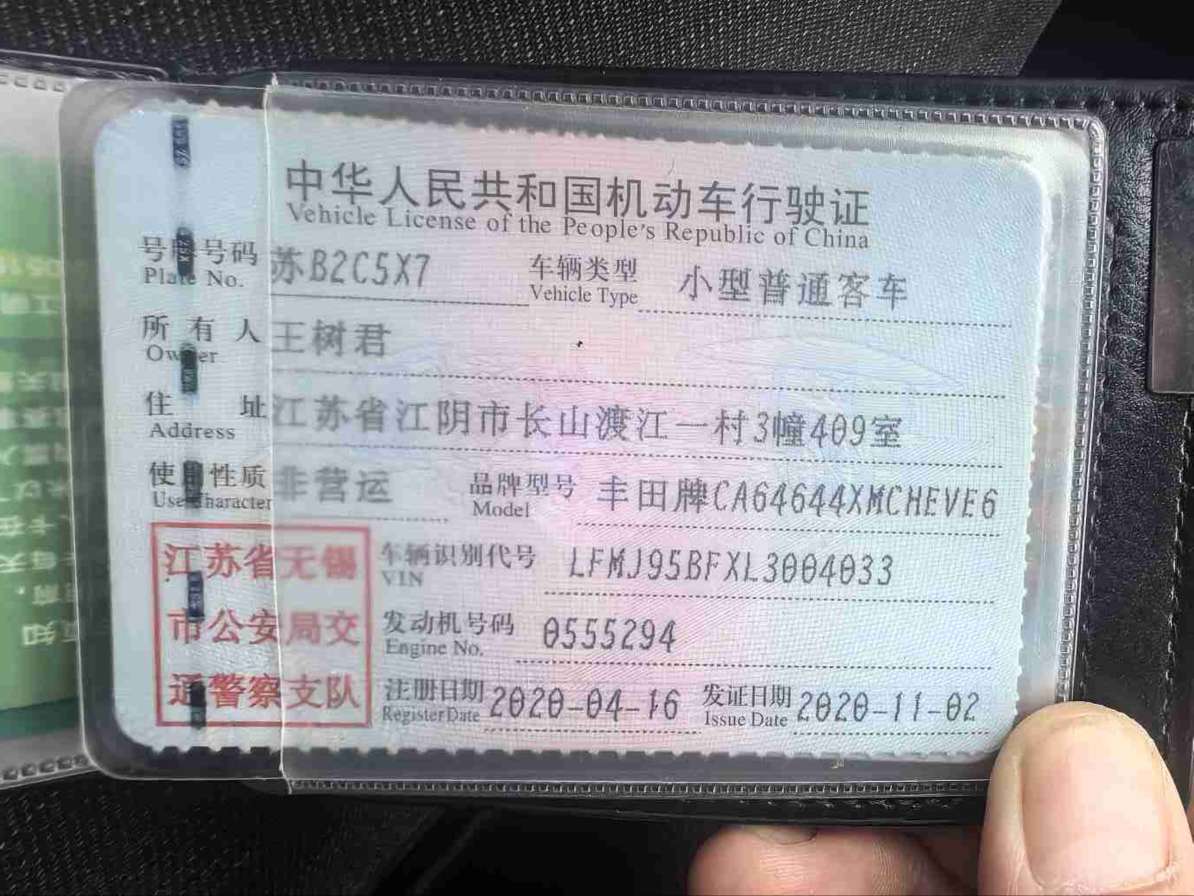 中华人民共和国机动车行驶证
Vehicle License of the People's Republic of China
号牌号码 苏B2C5X7 车辆类型 小型普通客车
Plate No. Vehicle Type
所有人 王树君
Owner
住址 江苏省江阴市长山渡江一村3幢409室
Address
使用性质 非营运 品牌型号 丰田牌CA64644XMCHEVE6
Use Character Model
江苏省无锡
市公安局交
通警察支队
车辆识别代号 LFMJ95BFXL3004033
VIN
发动机号码 0555294
Engine No.
注册日期 2020-04-16 发证日期 2020-11-02
Register Date Issue Date